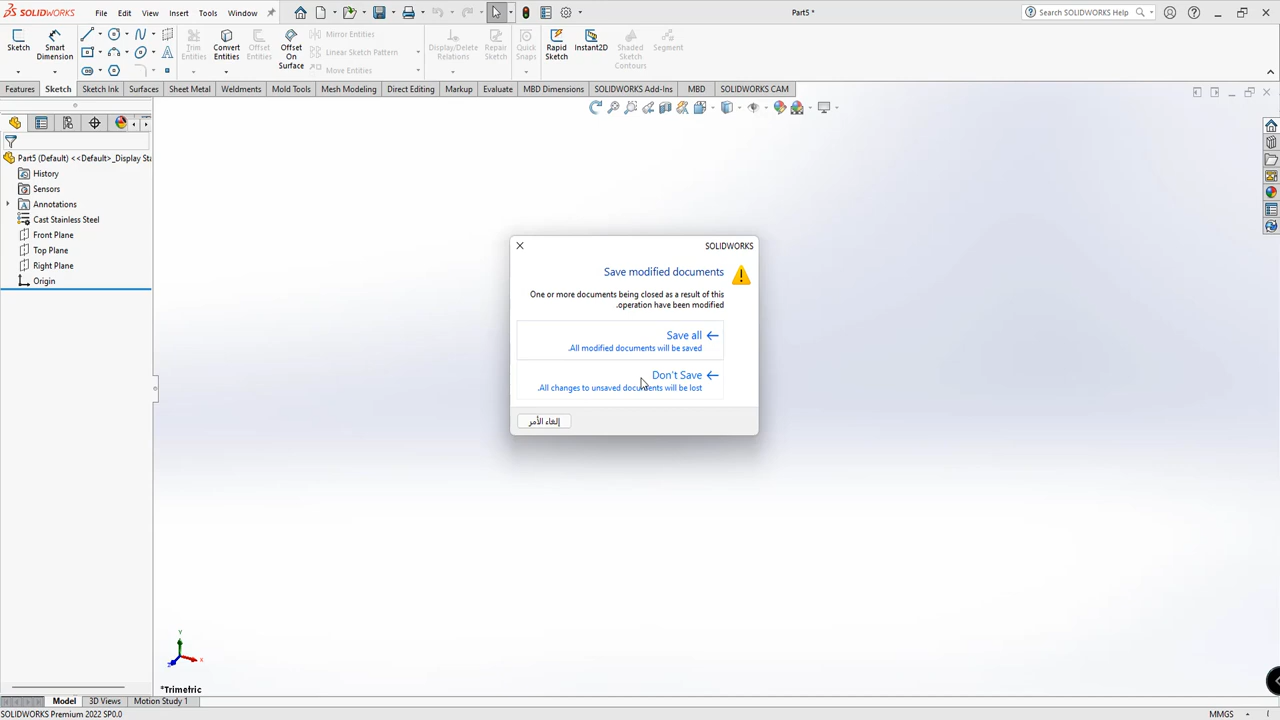 SOLIDWORKS File Edit View Insert Tools Window Part5 * Search SOLIDWORKS Help
Sketch Smart Dimension Trim Entities Convert Entities Offset Entities Offset On Surface Mirror Entities Linear Sketch Pattern Move Entities Display/Delete Relations Repair Sketch Quick Snaps Rapid Sketch Instant2D Shaded Sketch Contours Segment
Features Sketch Sketch Ink Surfaces Sheet Metal Weldments Mold Tools Mesh Modeling Direct Editing Markup Evaluate MBD Dimensions SOLIDWORKS Add-Ins MBD SOLIDWORKS CAM
Part5 (Default) <<Default>_Display Sta
History
Sensors
Annotations
Cast Stainless Steel
Front Plane
Top Plane
Right Plane
Origin
SOLIDWORKS
Save modified documents
One or more documents being closed as a result of this
.operation have been modified
Save all
.All modified documents will be saved
Don't Save
.All changes to unsaved documents will be lost
إلغاء الأمر
Y
X
Z
*Trimetric
Model 3D Views Motion Study 1
SOLIDWORKS Premium 2022 SP0.0 MMGS